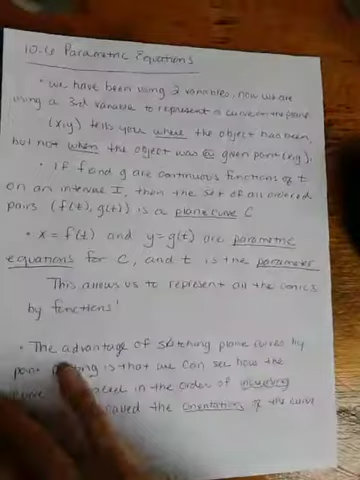 10.6 Parametric Equations
• We have been using 2 variables, now we are
using a 3rd variable to represent a curve on the plane
(x,y) tells you where the object had been,
but not when the object was @ given point (x,y).
• If f and g are continuous functions of t
on an interval I, then the set of all ordered
pairs (f(t), g(t)) is a plane curve C
• x = f(t) and y = g(t) are parametric
equations for C, and t is the parameter
This allows us to represent all the conics
by functions!
• The advantage of sketching plane curves by
point is that we can see how the
in the order of increasing
the orientation of the curve